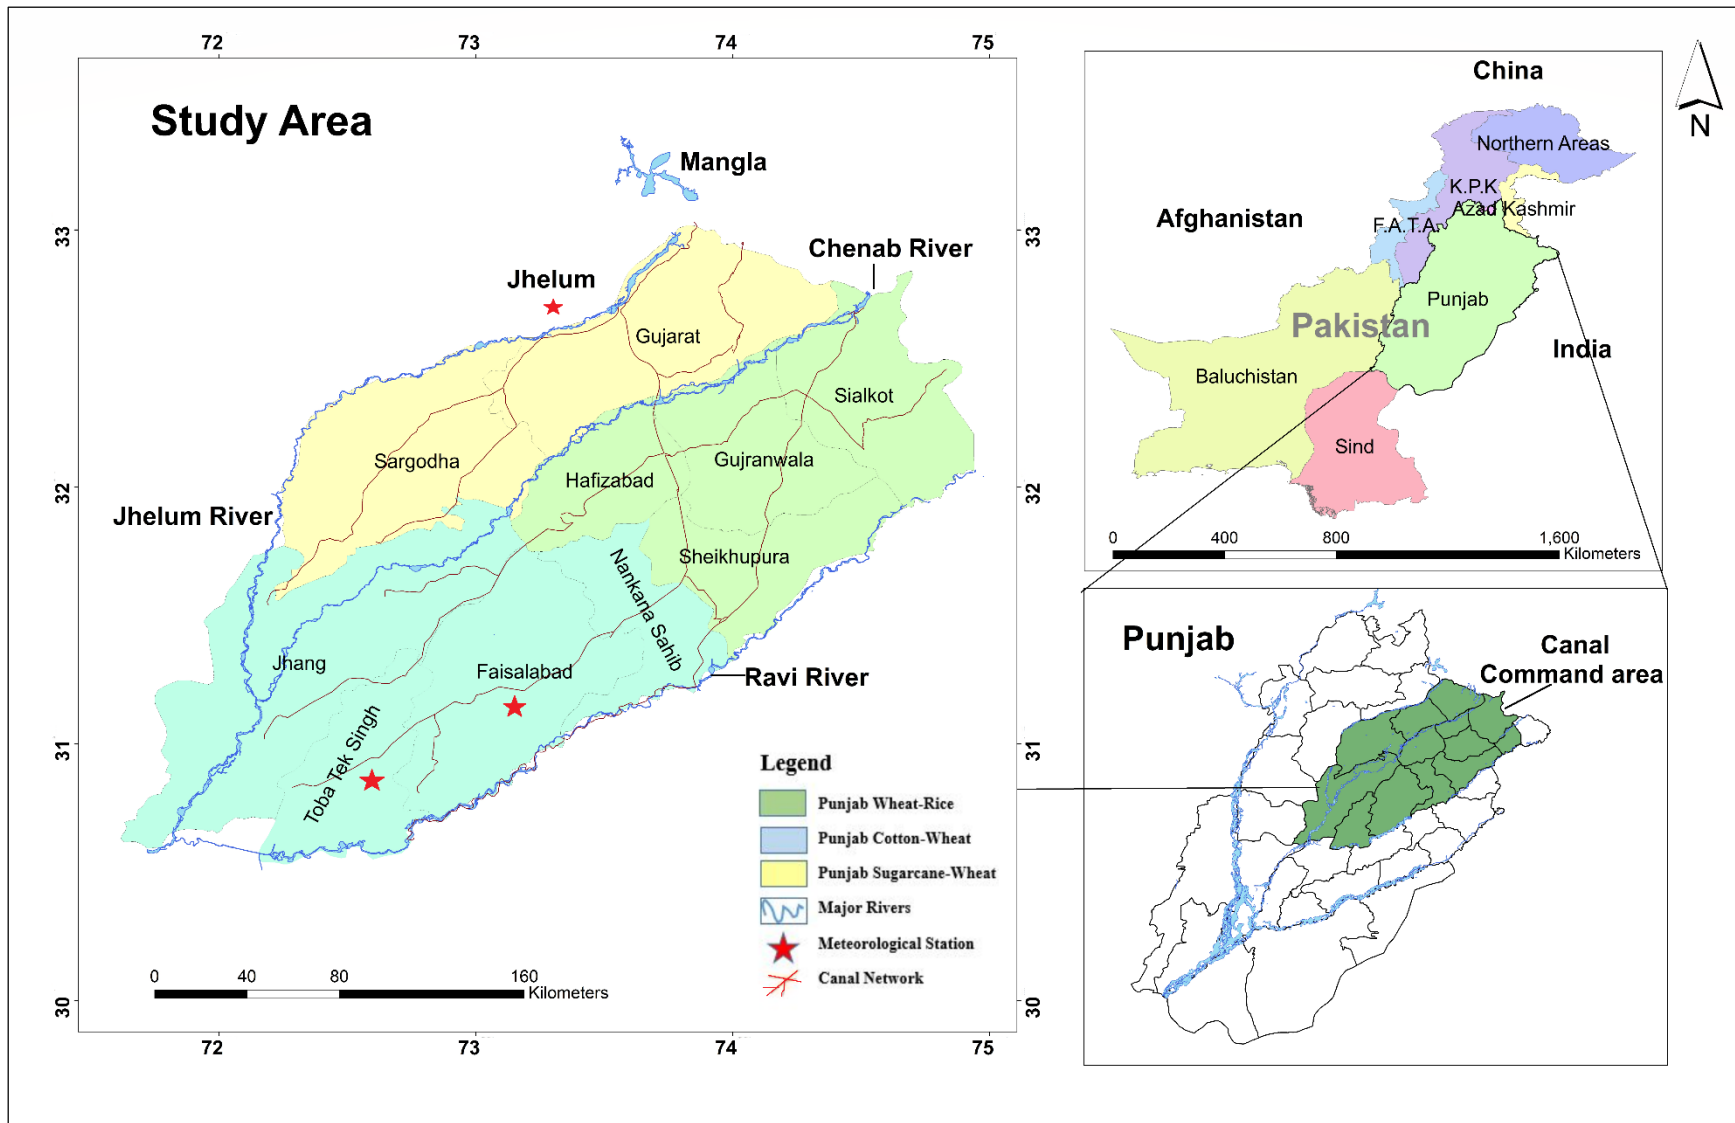 72 73 74 75
Study Area
Mangla
33
Chenab River
Jhelum
Gujarat
Sialkot
Sargodha
Gujranwala
Hafizabad
32
Jhelum River
Sheikhupura
Nankana Sahib
Jhang
Faisalabad
Ravi River
Toba Tek Singh
31
Legend
Punjab Wheat-Rice
Punjab Cotton-Wheat
Punjab Sugarcane-Wheat
Major Rivers
Meteorological Station
Canal Network
0 40 80 160
Kilometers
30
72 73 74 75
33
32
31
30
China
N
Northern Areas
K.P.K
Azad Kashmir
Afghanistan
F.A.T.A.
Punjab
Pakistan
India
Baluchistan
Sind
0 400 800 1,600
Kilometers
Punjab
Canal
Command area